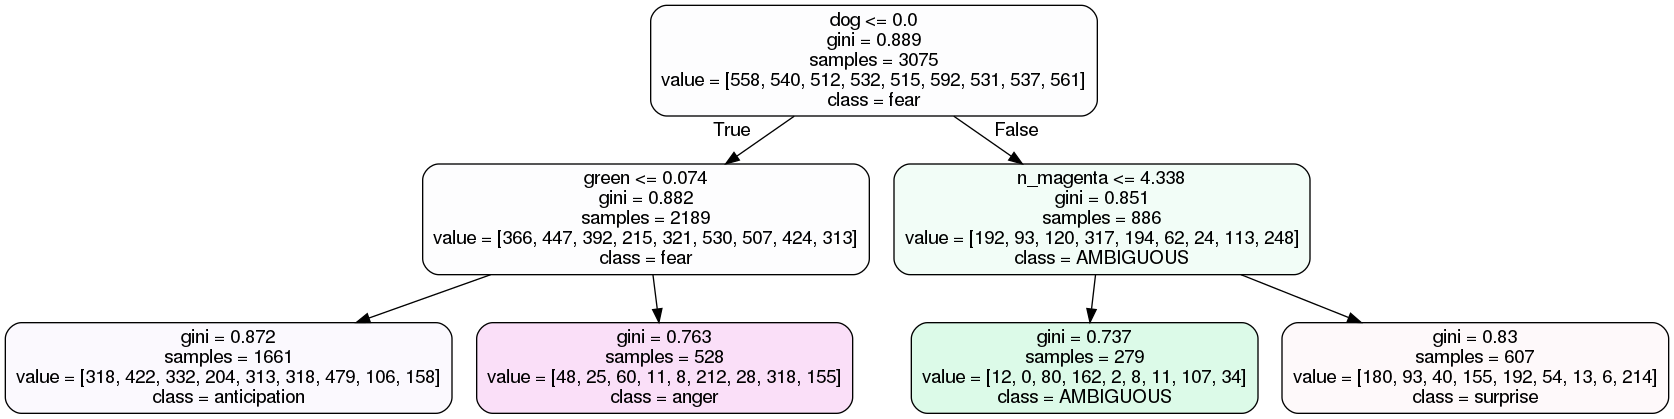 dog <= 0.0
gini = 0.889
samples = 3075
value = [558, 540, 512, 532, 515, 592, 531, 537, 561]
class = fear
True
False
green <= 0.074
gini = 0.882
samples = 2189
value = [366, 447, 392, 215, 321, 530, 507, 424, 313]
class = fear
n_magenta <= 4.338
gini = 0.851
samples = 886
value = [192, 93, 120, 317, 194, 62, 24, 113, 248]
class = AMBIGUOUS
gini = 0.872
samples = 1661
value = [318, 422, 332, 204, 313, 318, 479, 106, 158]
class = anticipation
gini = 0.763
samples = 528
value = [48, 25, 60, 11, 8, 212, 28, 318, 155]
class = anger
gini = 0.737
samples = 279
value = [12, 0, 80, 162, 2, 8, 11, 107, 34]
class = AMBIGUOUS
gini = 0.83
samples = 607
value = [180, 93, 40, 155, 192, 54, 13, 6, 214]
class = surprise